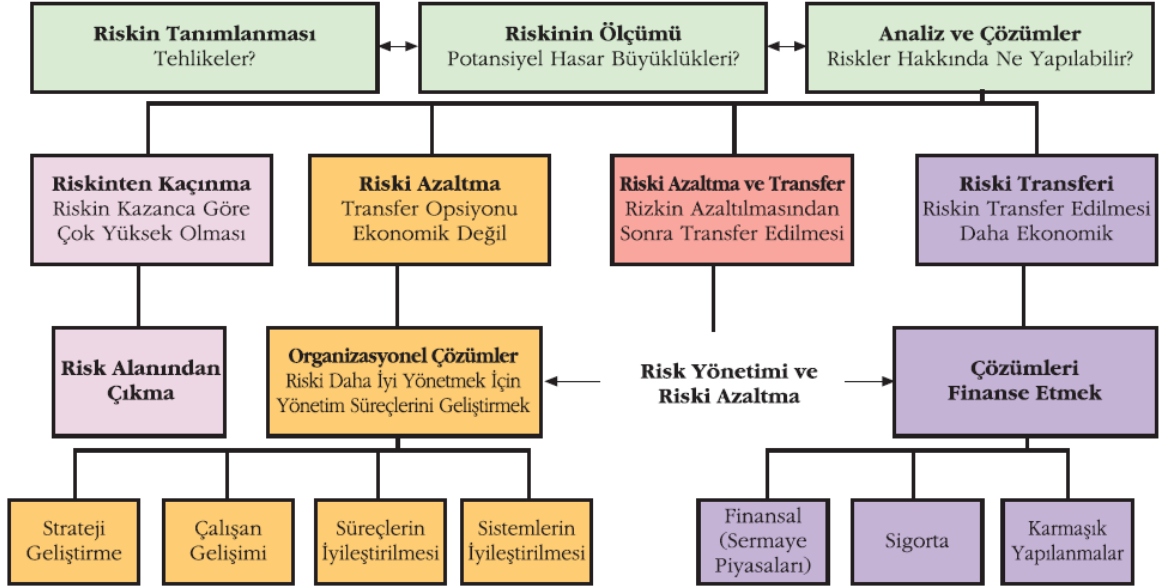 Riskin Tanımlanması
Tehlikeler?
Riskinin Ölçümü
Potansiyel Hasar Büyüklükleri?
Analiz ve Çözümler
Riskler Hakkında Ne Yapılabilir?
Riskinten Kaçınma
Riskin Kazanca Göre
Çok Yüksek Olması
Riski Azaltma
Transfer Opsiyonu
Ekonomik Değil
Riski Azaltma ve Transfer
Rizkin Azaltılmasından
Sonra Transfer Edilmesi
Riski Transferi
Riskin Transfer Edilmesi
Daha Ekonomik
Risk Alanından
Çıkma
Organizasyonel Çözümler
Riski Daha İyi Yönetmek İçin
Yönetim Süreçlerini Geliştirmek
Risk Yönetimi ve
Riski Azaltma
Çözümleri
Finanse Etmek
Strateji
Geliştirme
Çalışan
Gelişimi
Süreçlerin
İyileştirilmesi
Sistemlerin
İyileştirilmesi
Finansal
(Sermaye
Piyasaları)
Sigorta
Karmaşık
Yapılanmalar